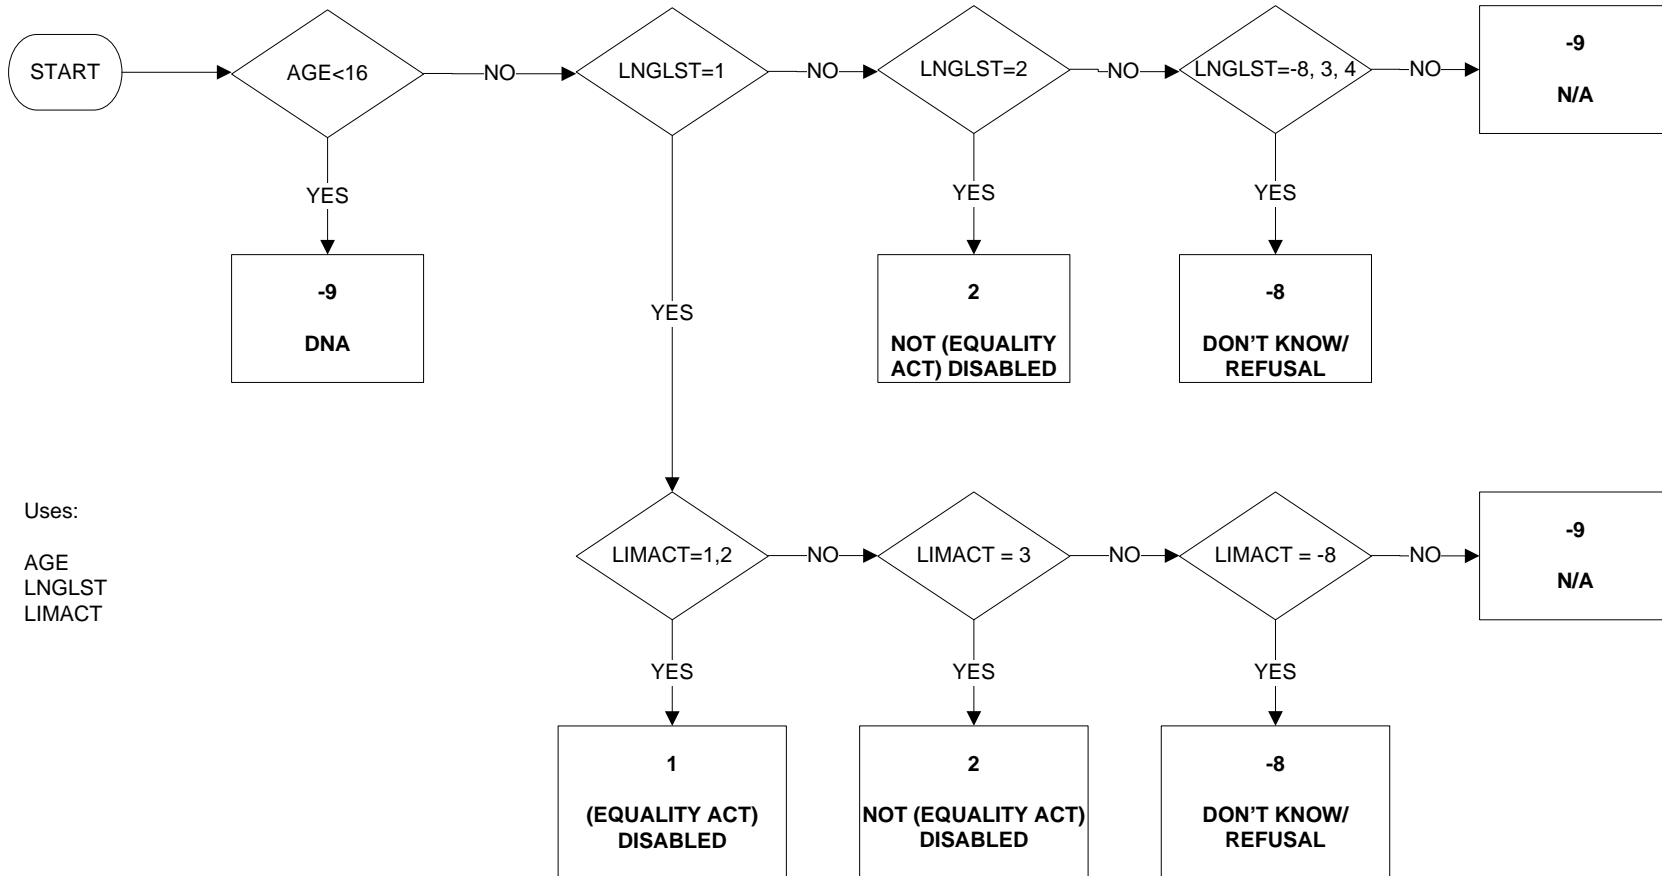 START
AGE<16
NO
LNGLST=1
NO
LNGLST=2
NO
LNGLST=-8, 3, 4
NO
-9
N/A
YES
-9
DNA
YES
YES
2
NOT (EQUALITY
ACT) DISABLED
YES
-8
DON'T KNOW/
REFUSAL
Uses:
AGE
LNGLST
LIMACT
LIMACT=1,2
NO
LIMACT = 3
NO
LIMACT = -8
NO
-9
N/A
YES
1
(EQUALITY ACT)
DISABLED
YES
2
NOT (EQUALITY ACT)
DISABLED
YES
-8
DON'T KNOW/
REFUSAL